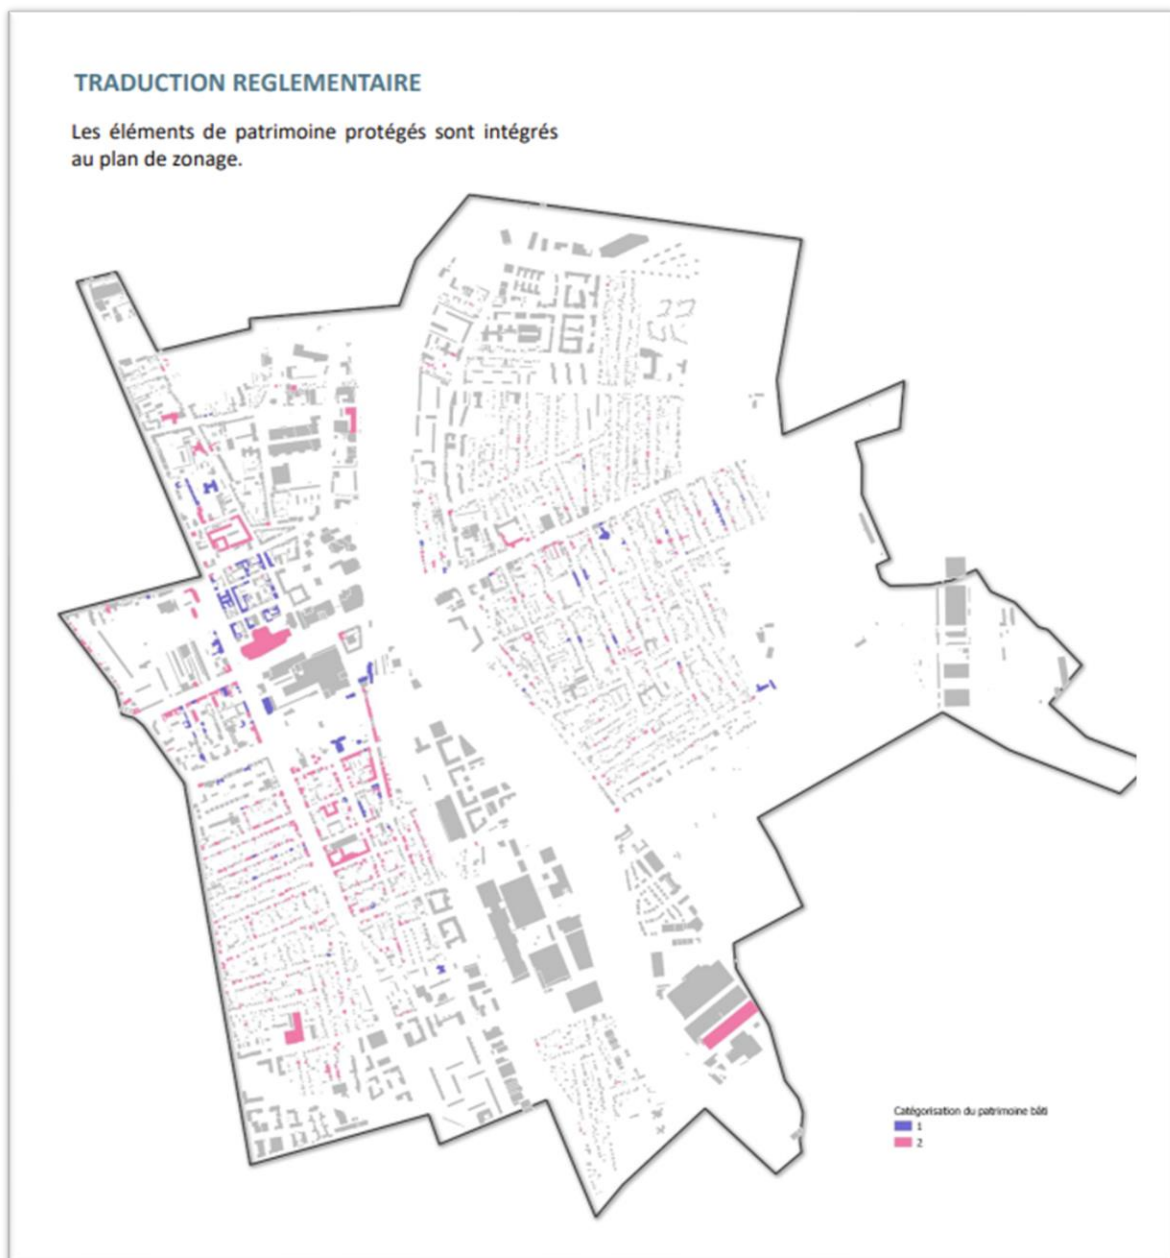 TRADUCTION REGLEMENTAIRE
Les éléments de patrimoine protégés sont intégrés
au plan de zonage.
Catégorisation du patrimoine bâti
1
2